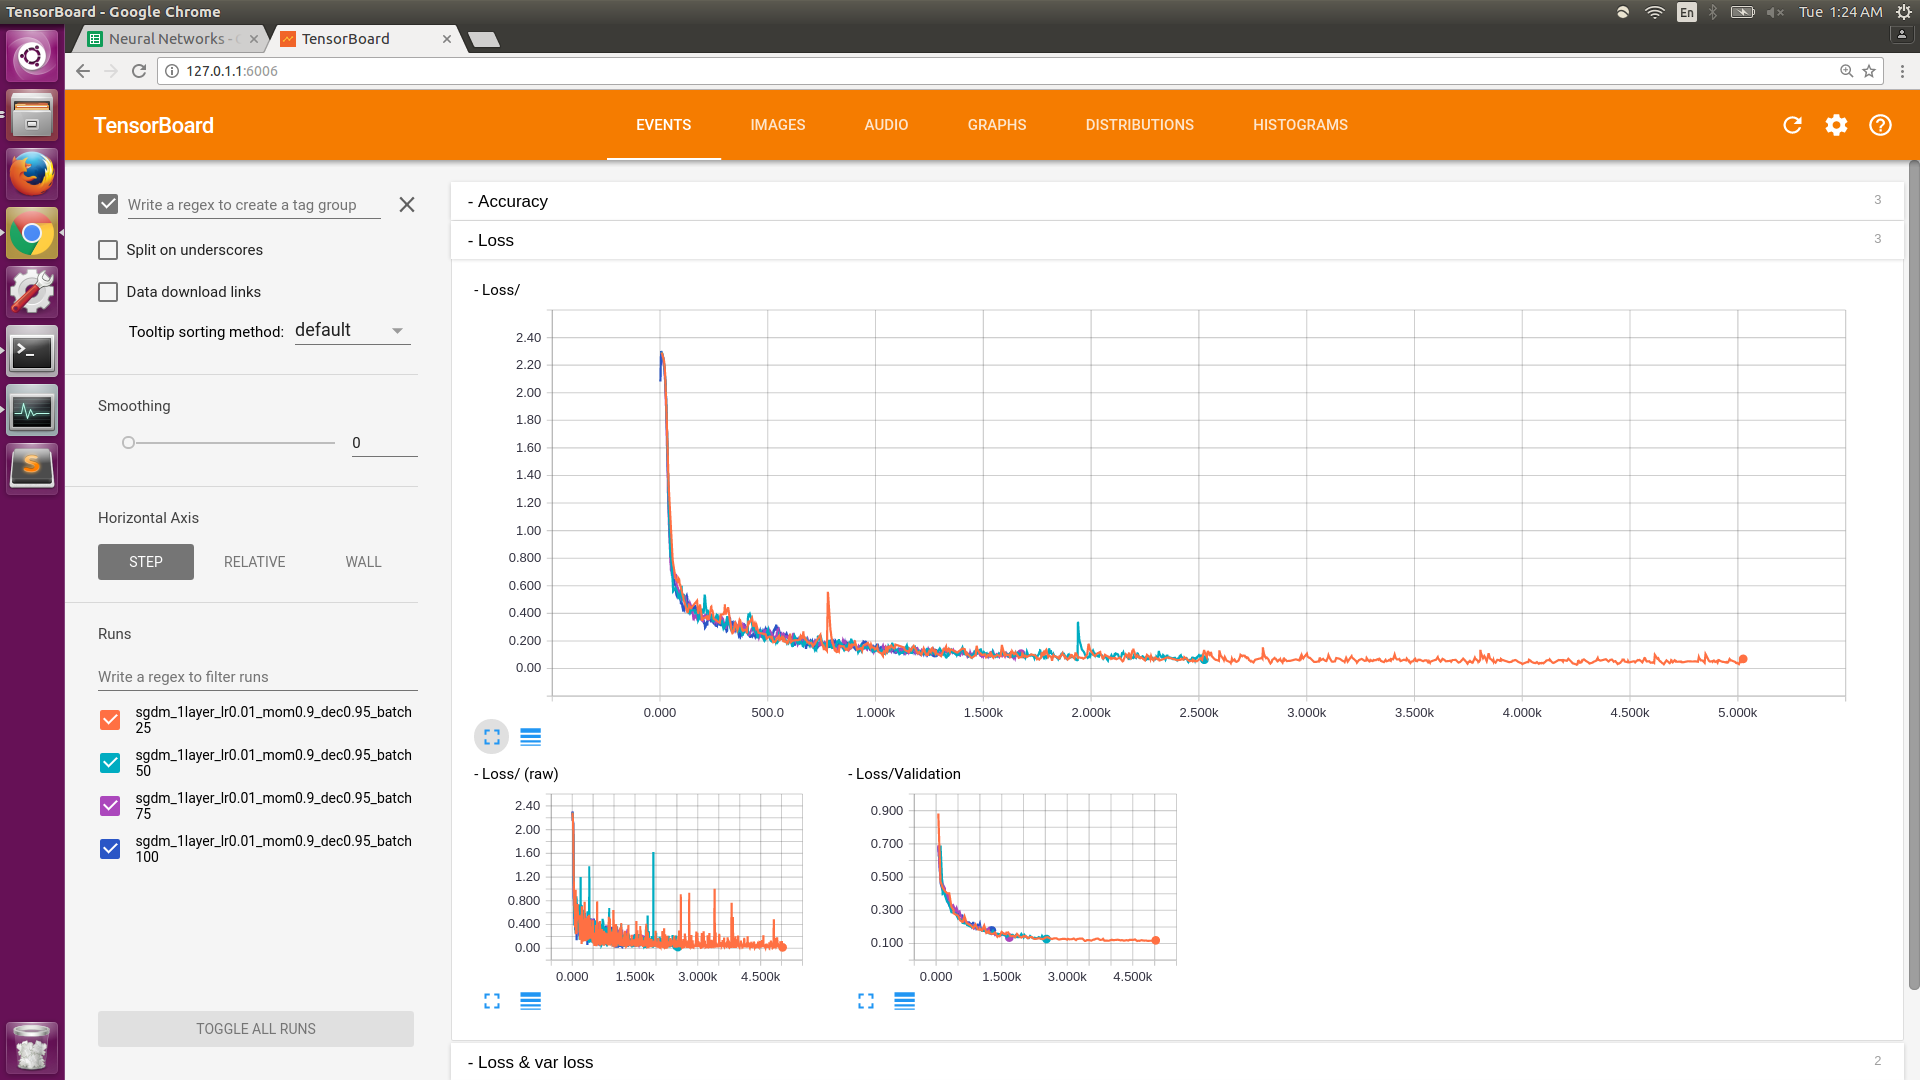 TensorBoard - Google Chrome
En
Tue 1:24 AM
Neural Networks -
TensorBoard
127.0.1.1:6006
TensorBoard
EVENTS
IMAGES
AUDIO
GRAPHS
DISTRIBUTIONS
HISTOGRAMS
Write a regex to create a tag group
Split on underscores
Data download links
Tooltip sorting method: default
Smoothing
0
Horizontal Axis
STEP
RELATIVE
WALL
Runs
Write a regex to filter runs
sgdm_1layer_lr0.01_mom0.9_dec0.95_batch
25
sgdm_1layer_lr0.01_mom0.9_dec0.95_batch
50
sgdm_1layer_lr0.01_mom0.9_dec0.95_batch
75
sgdm_1layer_lr0.01_mom0.9_dec0.95_batch
100
TOGGLE ALL RUNS
- Accuracy
3
- Loss
3
- Loss/
2.40
2.20
2.00
1.80
1.60
1.40
1.20
1.00
0.800
0.600
0.400
0.200
0.00
0.000
500.0
1.000k
1.500k
2.000k
2.500k
3.000k
3.500k
4.000k
4.500k
5.000k
- Loss/ (raw)
2.40
2.00
1.60
1.20
0.800
0.400
0.00
0.000
1.500k
3.000k
4.500k
- Loss/Validation
0.900
0.700
0.500
0.300
0.100
0.000
1.500k
3.000k
4.500k
- Loss & var loss
2